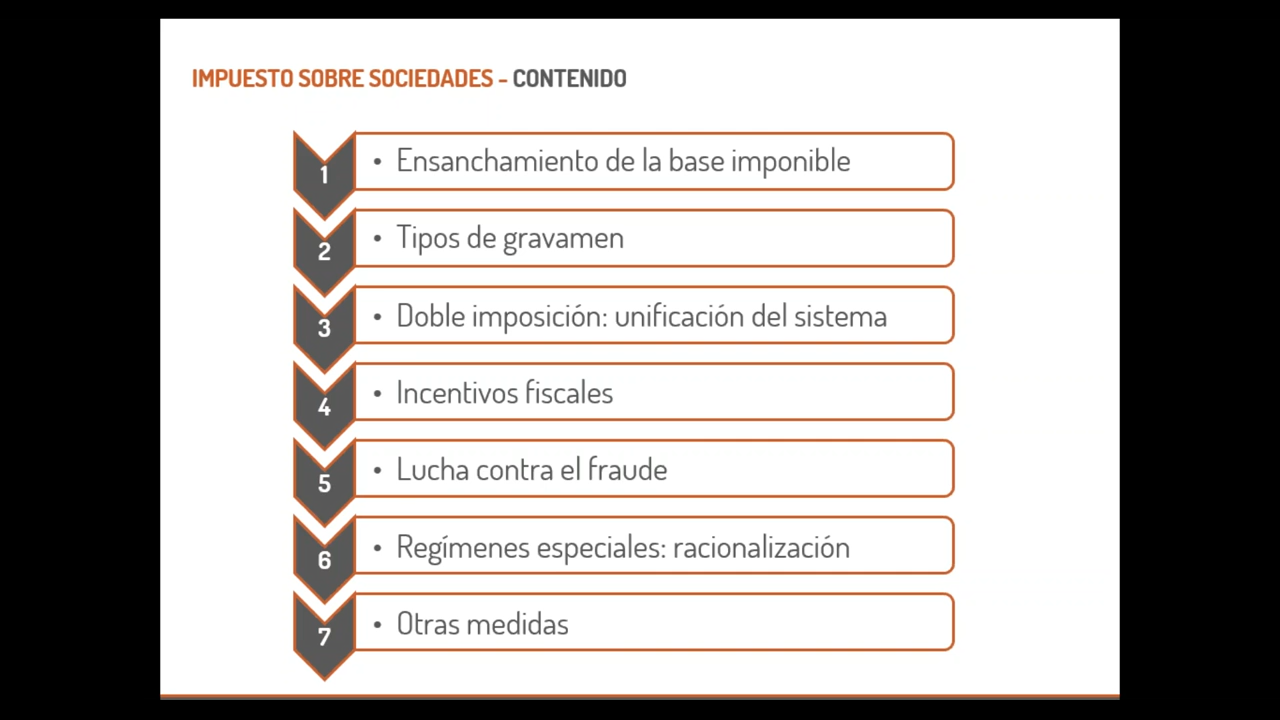 IMPUESTO SOBRE SOCIEDADES - CONTENIDO
1 • Ensanchamiento de la base imponible
2 • Tipos de gravamen
3 • Doble imposición: unificación del sistema
4 • Incentivos fiscales
5 • Lucha contra el fraude
6 • Regímenes especiales: racionalización
7 • Otras medidas